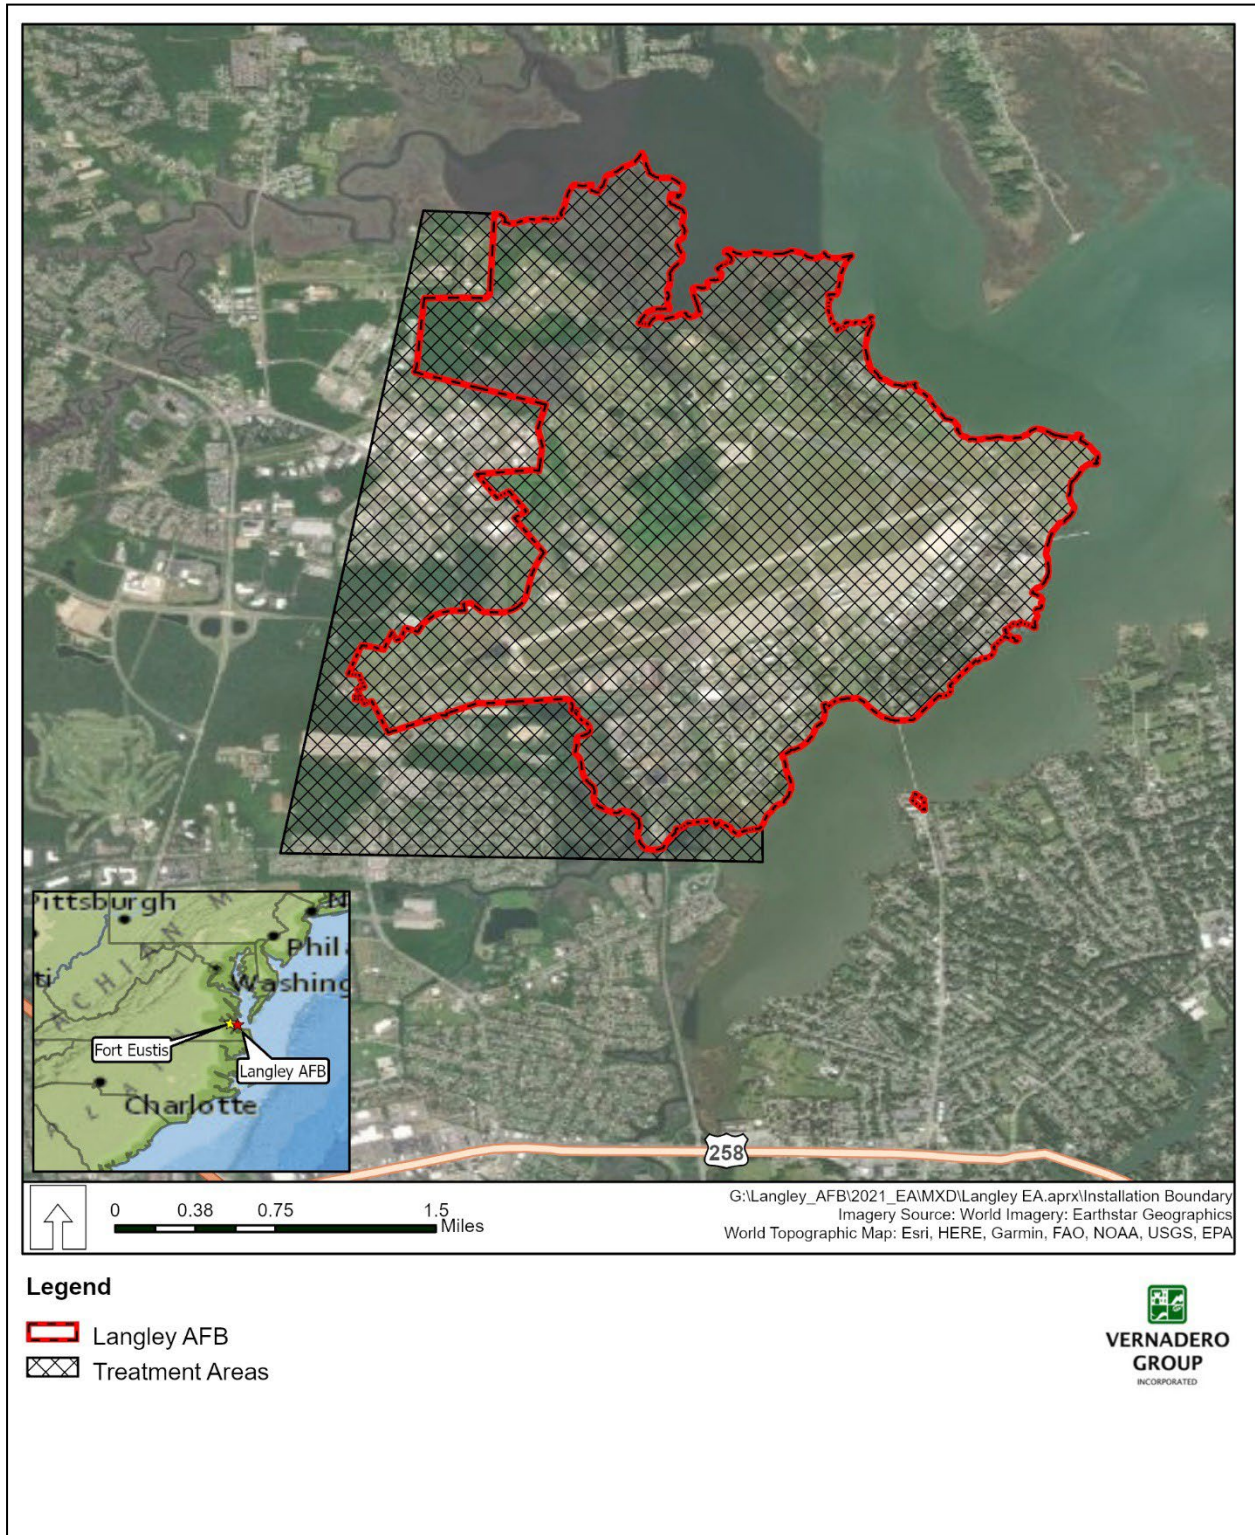 258
Pittsburgh
Phil
Washing
CHIAN M
Fort Eustis
Langley AFB
Charlotte
0 0.38 0.75 1.5
Miles
G:\Langley_AFB\2021_EA\MXD\Langley EA.aprx\Installation Boundary
Imagery Source: World Imagery: Earthstar Geographics
World Topographic Map: Esri, HERE, Garmin, FAO, NOAA, USGS, EPA
Legend
Langley AFB
Treatment Areas
VERNADERO
GROUP
INCORPORATED